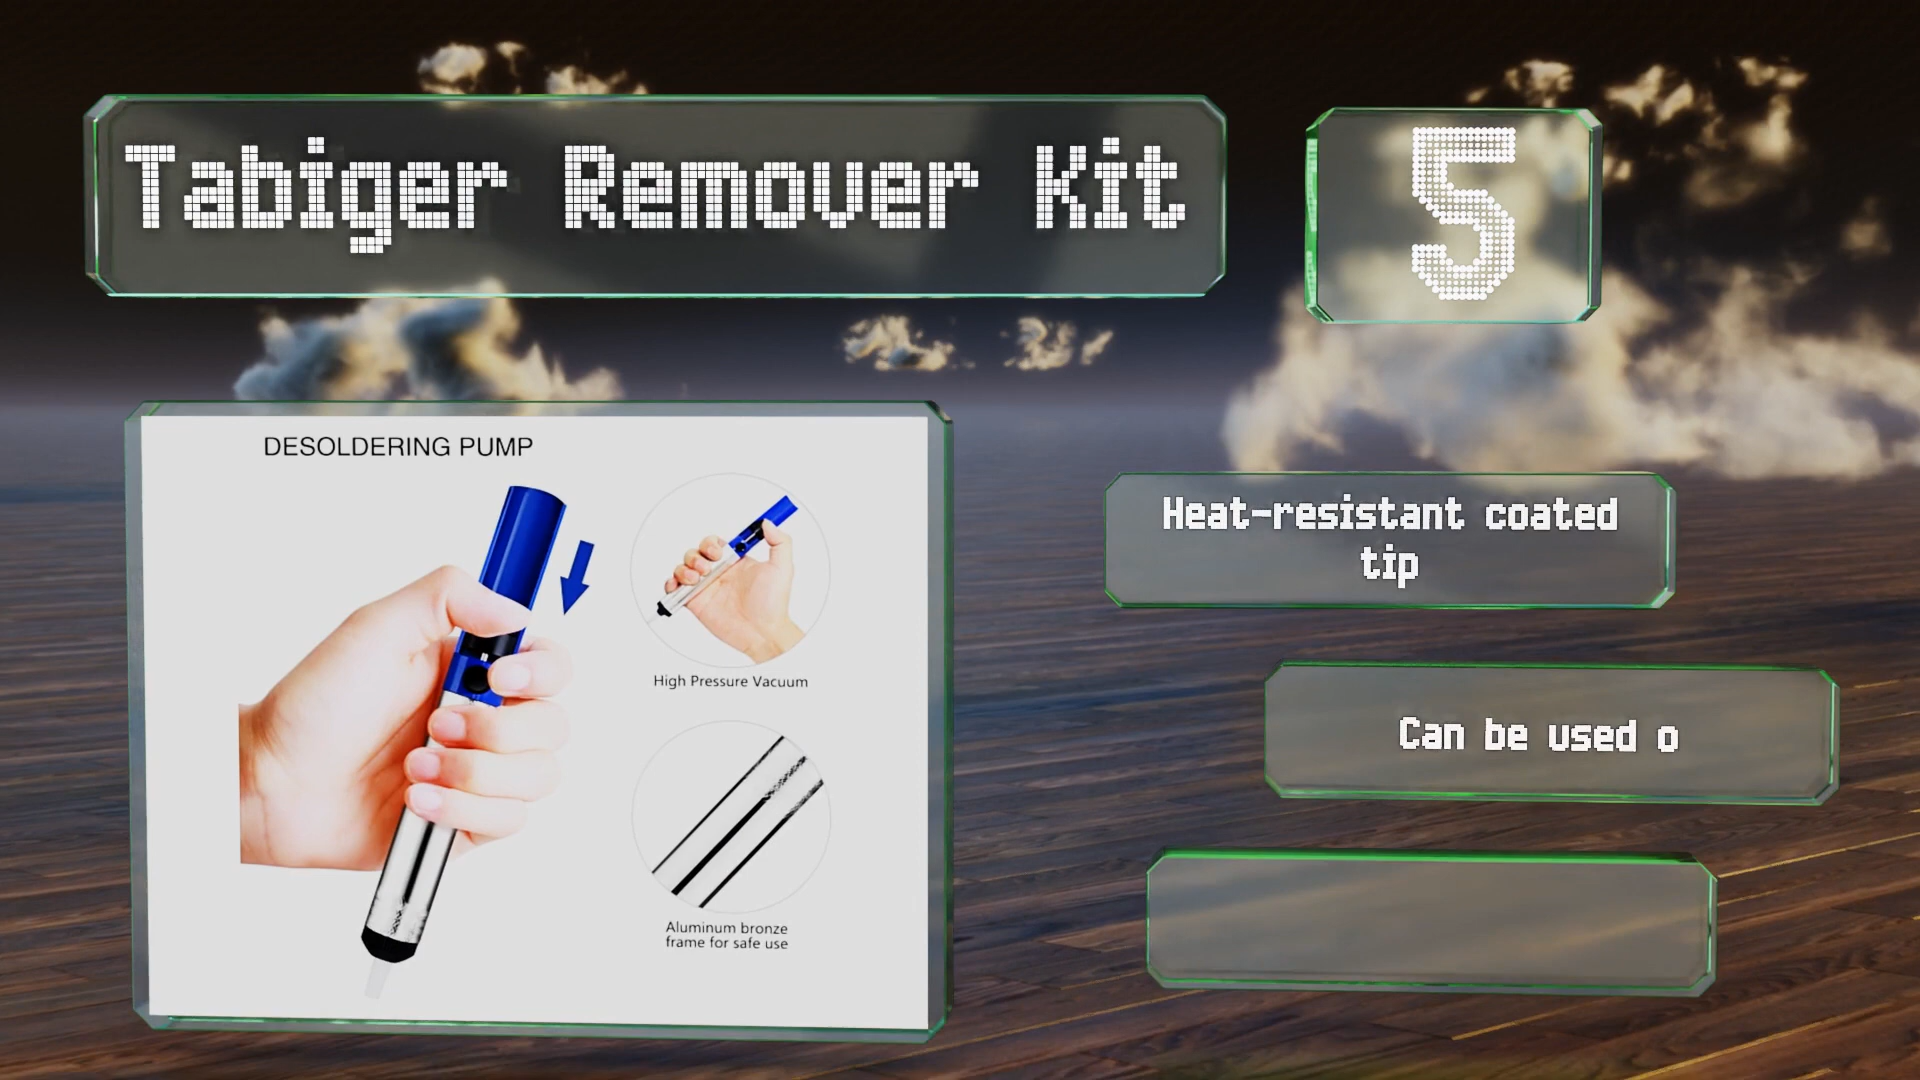 Tabiger Remover Kit
5
DESOLDERING PUMP
High Pressure Vacuum
Aluminum bronze
frame for safe use
Heat-resistant coated
tip
Can be used o